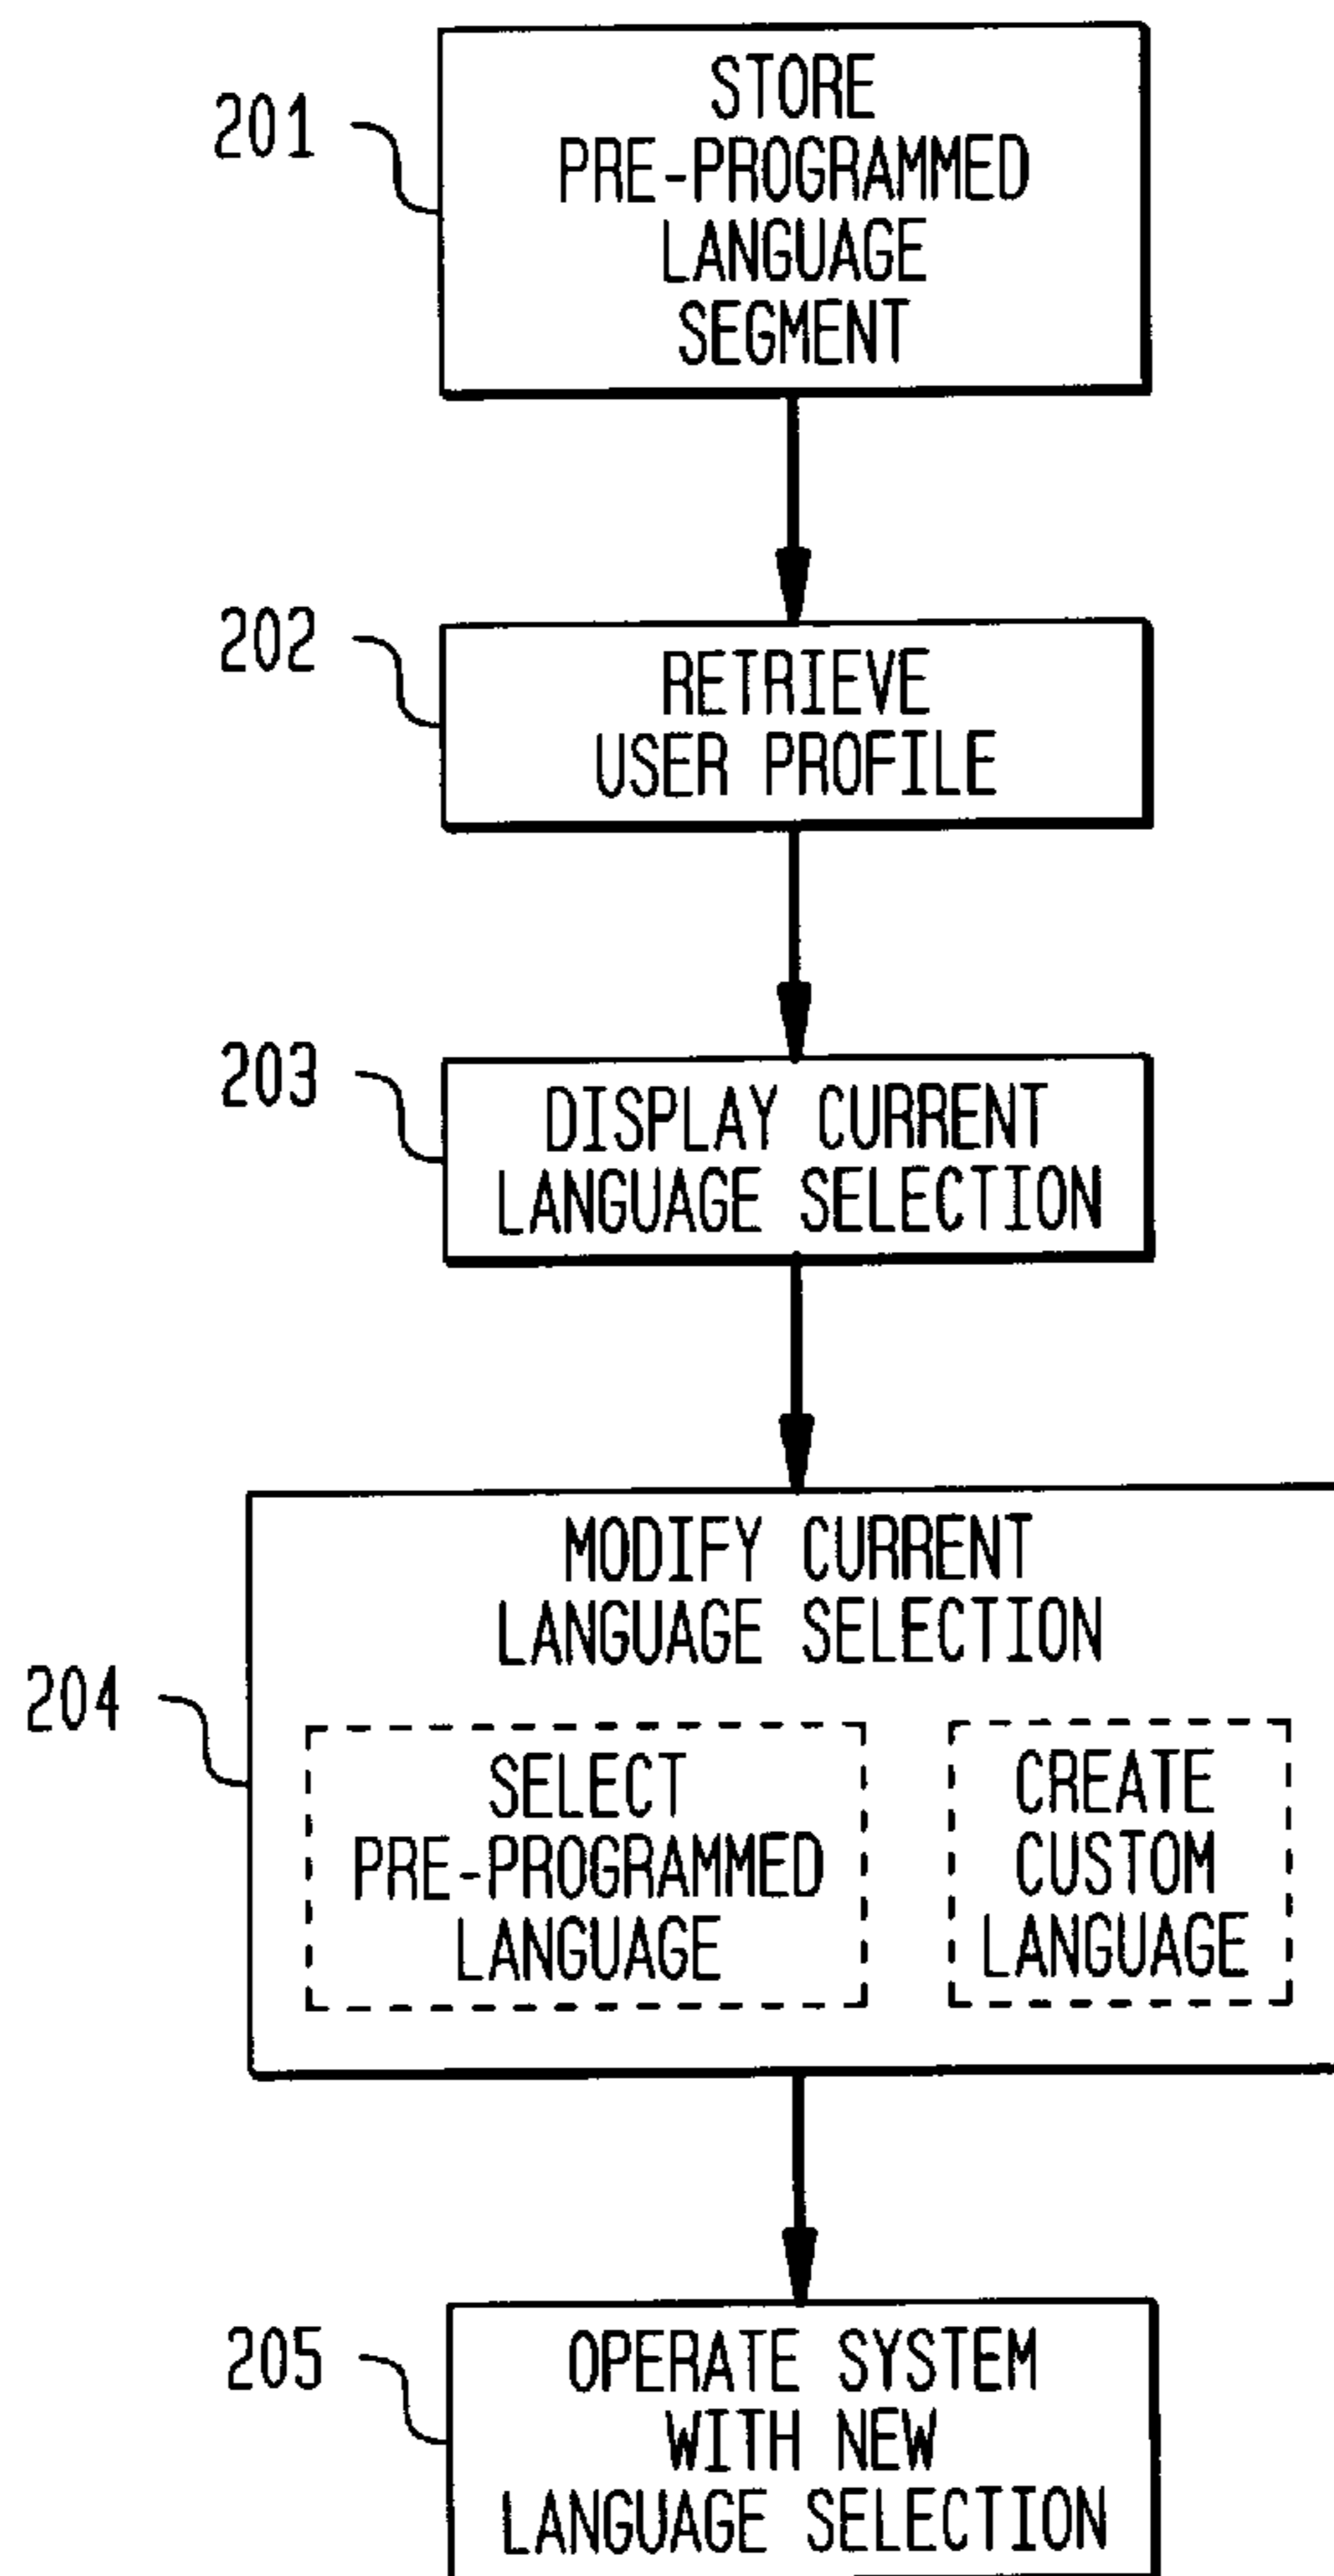 201
STORE
PRE-PROGRAMMED
LANGUAGE
SEGMENT
202
RETRIEVE
USER PROFILE
203
DISPLAY CURRENT
LANGUAGE SELECTION
204
MODIFY CURRENT
LANGUAGE SELECTION
SELECT
PRE-PROGRAMMED
LANGUAGE
CREATE
CUSTOM
LANGUAGE
205
OPERATE SYSTEM
WITH NEW
LANGUAGE SELECTION